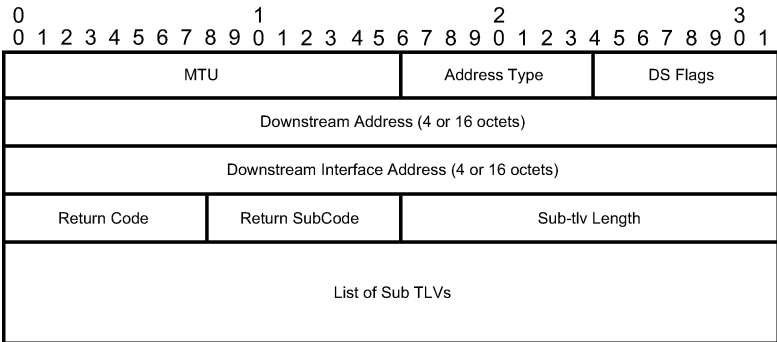 0 1 2 3
0 1 2 3 4 5 6 7 8 9 0 1 2 3 4 5 6 7 8 9 0 1 2 3 4 5 6 7 8 9 0 1
MTU Address Type DS Flags
Downstream Address (4 or 16 octets)
Downstream Interface Address (4 or 16 octets)
Return Code Return SubCode Sub-tlv Length
List of Sub TLVs